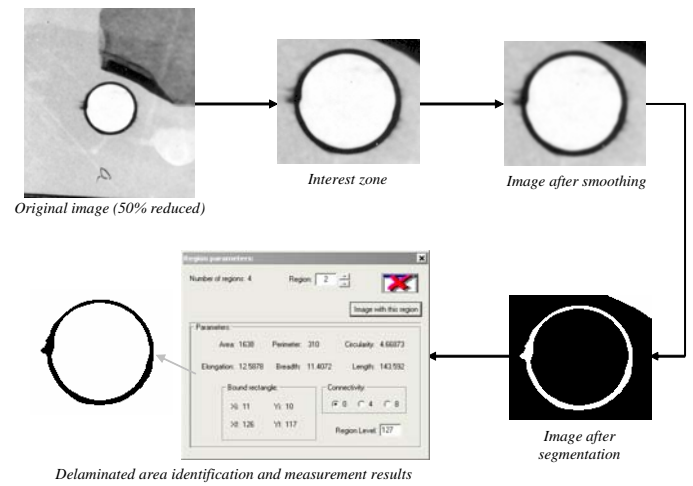 Original image (50% reduced)
Interest zone
Image after smoothing
Region parameters:
Number of regions: 4
Region: 2
Image with this region
Parameters:
Area: 1638 Perimeter: 310 Circularity: 4.66873
Elongation: 12.5878 Breadth: 11.4072 Length: 143.592
Bound rectangle: Connectivity:
Xi: 11 Yi: 10
0 4 8
Xf: 126 Yf: 117
Region Level: 127
Image after
segmentation
Delaminated area identification and measurement results